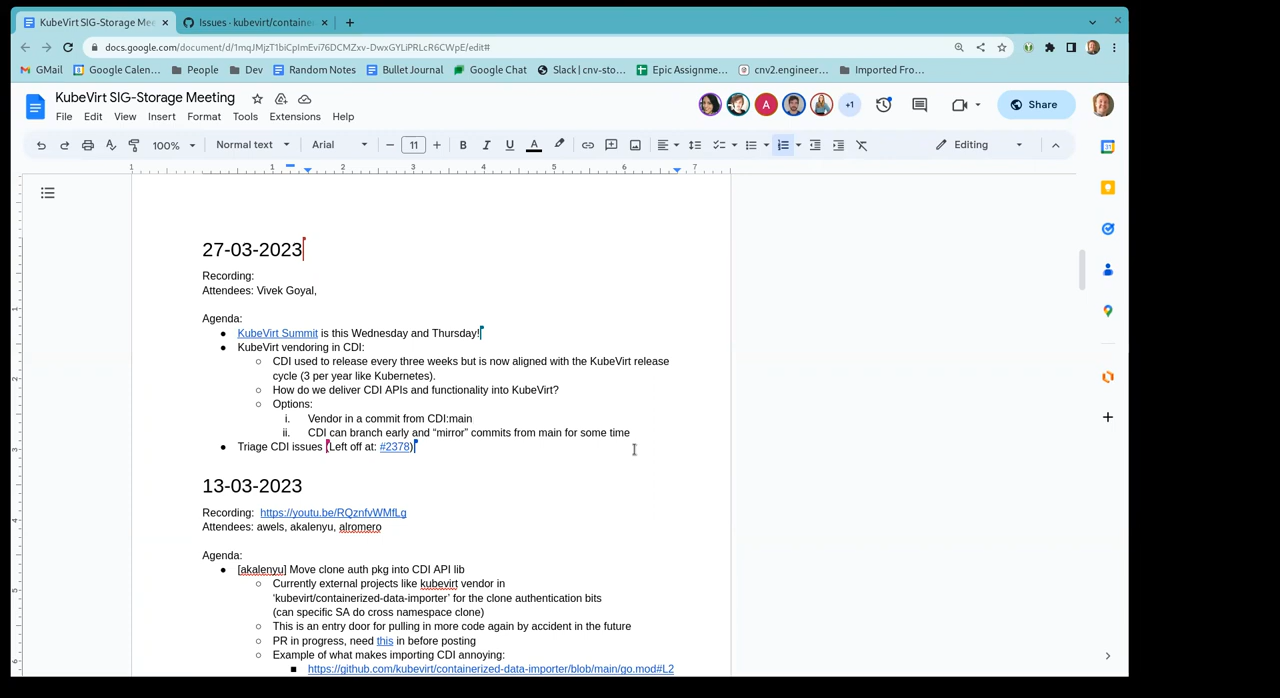 KubeVirt SIG-Storage Mee
Issues · kubevirt/containe
docs.google.com/document/d/1mqJMjzT1biCpImEvi76DCMZxv-DwxGYLiPRLcR6CWpE/edit#
GMail
Google Calen...
People
Dev
Random Notes
Bullet Journal
Google Chat
Slack | cnv-sto...
Epic Assignme...
cnv2.engineer...
Imported Fro...
KubeVirt SIG-Storage Meeting
+1
Share
File Edit View Insert Format Tools Extensions Help
100% Normal text Arial 11 Editing
1 1 2 3 4 5 6 7
27-03-2023
Recording:
Attendees: Vivek Goyal,
Agenda:
● KubeVirt Summit is this Wednesday and Thursday!
● KubeVirt vendoring in CDI:
○ CDI used to release every three weeks but is now aligned with the KubeVirt release
cycle (3 per year like Kubernetes).
○ How do we deliver CDI APIs and functionality into KubeVirt?
○ Options:
i. Vendor in a commit from CDI:main
ii. CDI can branch early and “mirror” commits from main for some time
● Triage CDI issues (Left off at: #2378)
13-03-2023
Recording: https://youtu.be/RQznfvWMfLg
Attendees: awels, akalenyu, alromero
Agenda:
● [akalenyu] Move clone auth pkg into CDI API lib
○ Currently external projects like kubevirt vendor in
‘kubevirt/containerized-data-importer’ for the clone authentication bits
(can specific SA do cross namespace clone)
○ This is an entry door for pulling in more code again by accident in the future
○ PR in progress, need this in before posting
○ Example of what makes importing CDI annoying:
■ https://github.com/kubevirt/containerized-data-importer/blob/main/go.mod#L2